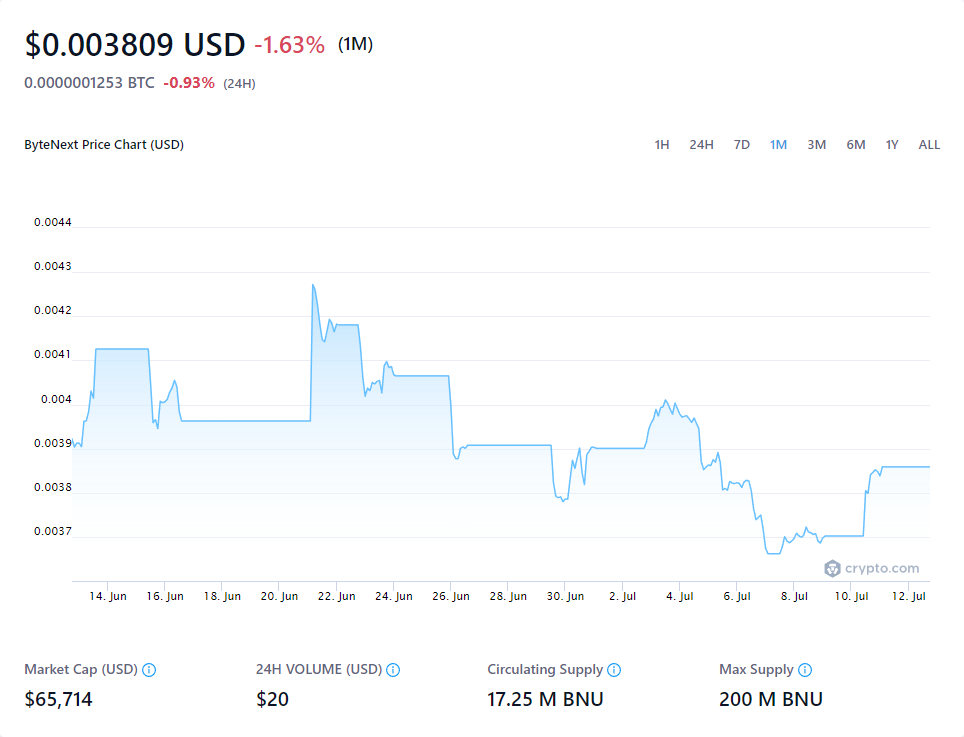 $0.003809 USD -1.63% (1M)
0.0000001253 BTC -0.93% (24H)
ByteNext Price Chart (USD) 1H 24H 7D 1M 3M 6M 1Y ALL
0.0044
0.0043
0.0042
0.0041
0.004
0.0039
0.0038
0.0037
crypto.com
14. Jun 16. Jun 18. Jun 20. Jun 22. Jun 24. Jun 26. Jun 28. Jun 30. Jun 2. Jul 4. Jul 6. Jul 8. Jul 10. Jul 12. Jul
Market Cap (USD) 24H VOLUME (USD) Circulating Supply Max Supply
$65,714 $20 17.25 M BNU 200 M BNU